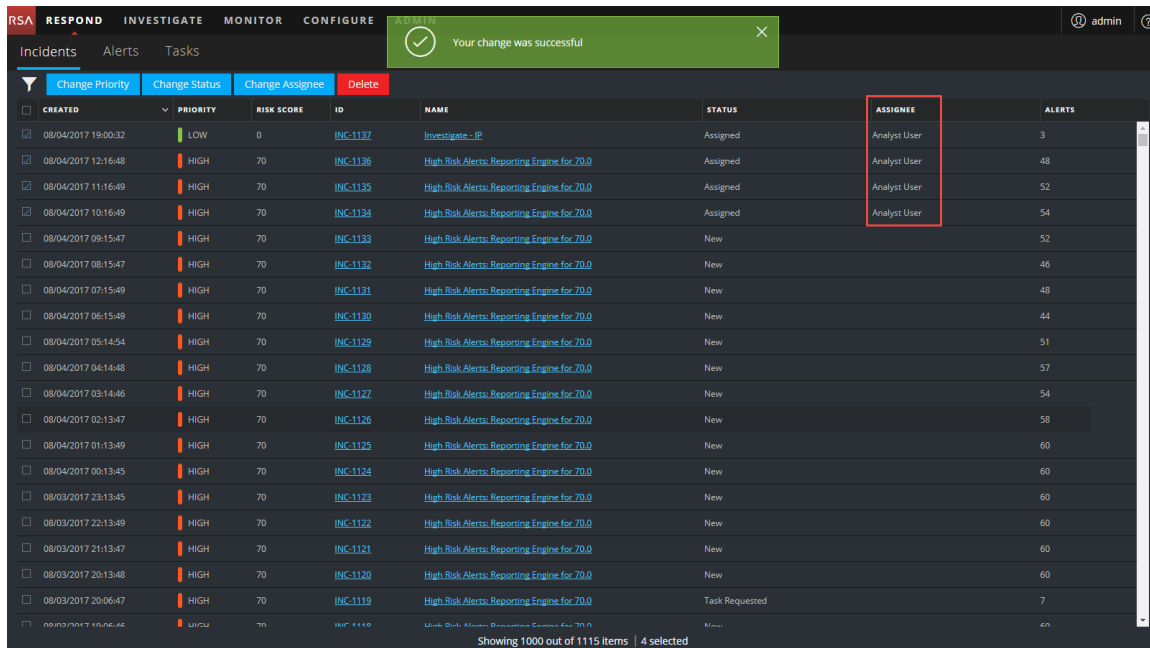 RSA RESPOND INVESTIGATE MONITOR CONFIGURE ADMIN admin
Your change was successful
Incidents Alerts Tasks
Change Priority Change Status Change Assignee Delete
CREATED PRIORITY RISK SCORE ID NAME STATUS ASSIGNEE ALERTS
08/04/2017 19:00:32 LOW 0 INC-1137 Investigate - IP Assigned Analyst User 3
08/04/2017 12:16:48 HIGH 70 INC-1136 High Risk Alerts: Reporting Engine for 70.0 Assigned Analyst User 48
08/04/2017 11:16:49 HIGH 70 INC-1135 High Risk Alerts: Reporting Engine for 70.0 Assigned Analyst User 52
08/04/2017 10:16:49 HIGH 70 INC-1134 High Risk Alerts: Reporting Engine for 70.0 Assigned Analyst User 54
08/04/2017 09:15:47 HIGH 70 INC-1133 High Risk Alerts: Reporting Engine for 70.0 New 52
08/04/2017 08:15:47 HIGH 70 INC-1132 High Risk Alerts: Reporting Engine for 70.0 New 46
08/04/2017 07:15:49 HIGH 70 INC-1131 High Risk Alerts: Reporting Engine for 70.0 New 48
08/04/2017 06:15:49 HIGH 70 INC-1130 High Risk Alerts: Reporting Engine for 70.0 New 44
08/04/2017 05:14:54 HIGH 70 INC-1129 High Risk Alerts: Reporting Engine for 70.0 New 51
08/04/2017 04:14:48 HIGH 70 INC-1128 High Risk Alerts: Reporting Engine for 70.0 New 57
08/04/2017 03:14:46 HIGH 70 INC-1127 High Risk Alerts: Reporting Engine for 70.0 New 54
08/04/2017 02:13:47 HIGH 70 INC-1126 High Risk Alerts: Reporting Engine for 70.0 New 58
08/04/2017 01:13:49 HIGH 70 INC-1125 High Risk Alerts: Reporting Engine for 70.0 New 60
08/04/2017 00:13:45 HIGH 70 INC-1124 High Risk Alerts: Reporting Engine for 70.0 New 60
08/03/2017 23:13:45 HIGH 70 INC-1123 High Risk Alerts: Reporting Engine for 70.0 New 60
08/03/2017 22:13:49 HIGH 70 INC-1122 High Risk Alerts: Reporting Engine for 70.0 New 60
08/03/2017 21:13:47 HIGH 70 INC-1121 High Risk Alerts: Reporting Engine for 70.0 New 60
08/03/2017 20:13:48 HIGH 70 INC-1120 High Risk Alerts: Reporting Engine for 70.0 New 60
08/03/2017 20:06:47 HIGH 70 INC-1119 High Risk Alerts: Reporting Engine for 70.0 Task Requested 7
08/03/2017 19:06:46 HIGH 70 INC-1118 High Risk Alerts: Reporting Engine for 70.0 New 60
Showing 1000 out of 1115 items | 4 selected